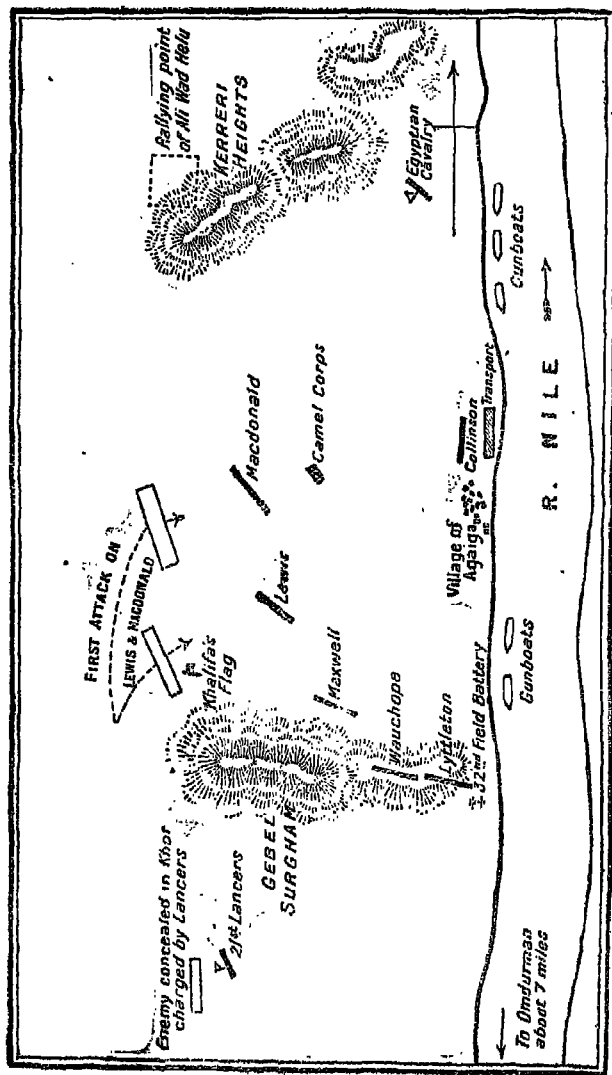 Rallying point
of Ali Wad Helu
KERRERI
HEIGHTS
Egyptian
Cavalry
Gunboats
FIRST ATTACK ON
LEWIS & MACDONALD
Macdonald
Camel Corps
Lewis
Khalifa's
Flag
Maxwell
Wauchope
Lyttleton
32nd Field Battery
Village of
Agaiga
Collinson
Transport
R. NILE
Gunboats
Enemy concealed in Khor
charged by Lancers
21st Lancers
GEBEL
SURGHAM
To Omdurman
about 7 miles